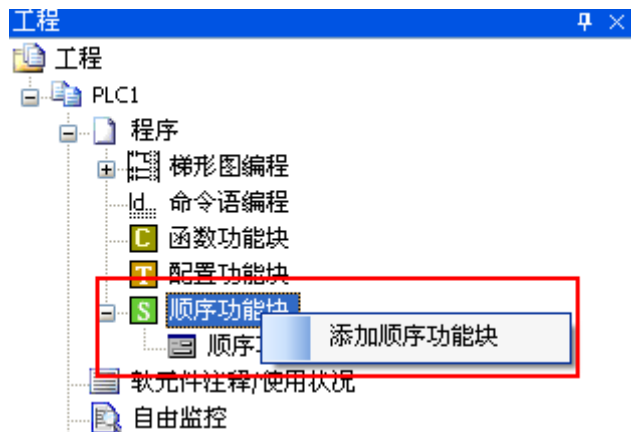 工程
工程
PLC1
程序
梯形图编程
Id... 命令语编程
C 函数功能块
T 配置功能块
S 顺序功能块
顺序
添加顺序功能块
软元件注释/使用状况
自由监控